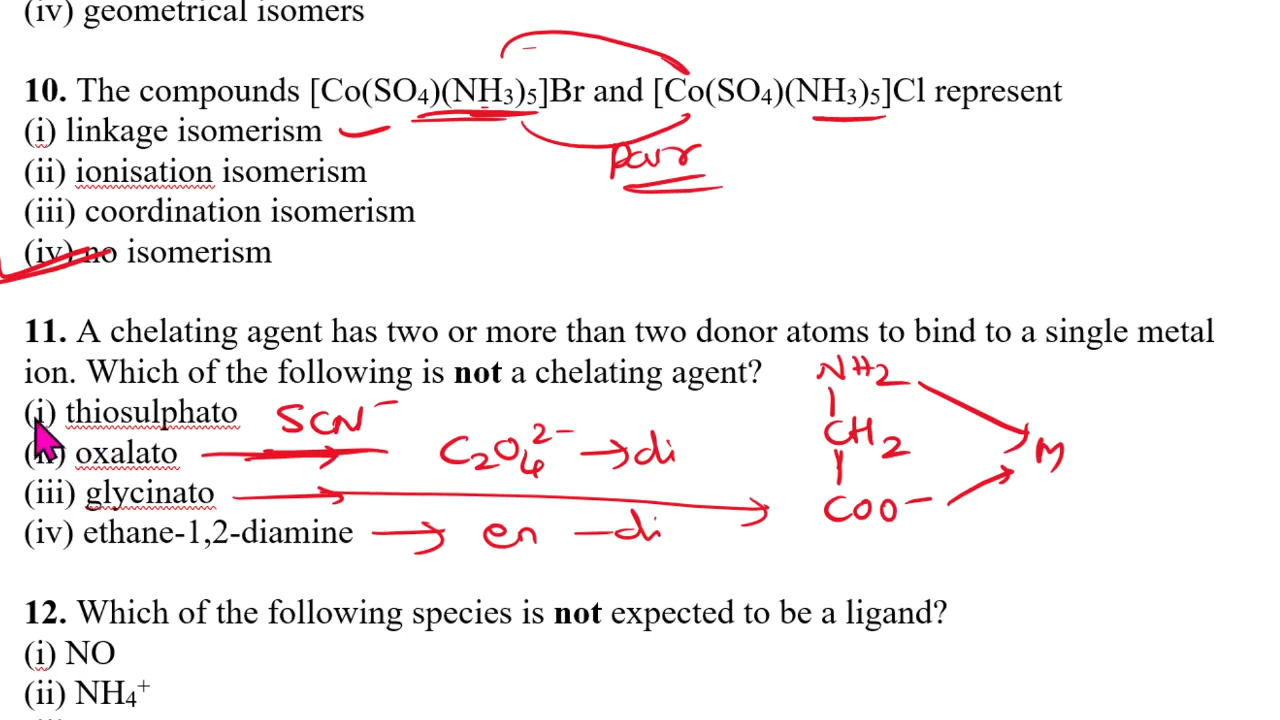 (iv) geometrical isomers
10. The compounds [Co(SO4)(NH3)5]Br and [Co(SO4)(NH3)5]Cl represent
(i) linkage isomerism
Pair
(ii) ionisation isomerism
(iii) coordination isomerism
(iv) no isomerism
11. A chelating agent has two or more than two donor atoms to bind to a single metal
ion. Which of the following is not a chelating agent?
NH2
(i) thiosulphato SCN⁻
CH2 M
(ii) oxalato C2O4²⁻ → di
(iii) glycinato
COO⁻
(iv) ethane-1,2-diamine → en – di
12. Which of the following species is not expected to be a ligand?
(i) NO
(ii) NH4⁺